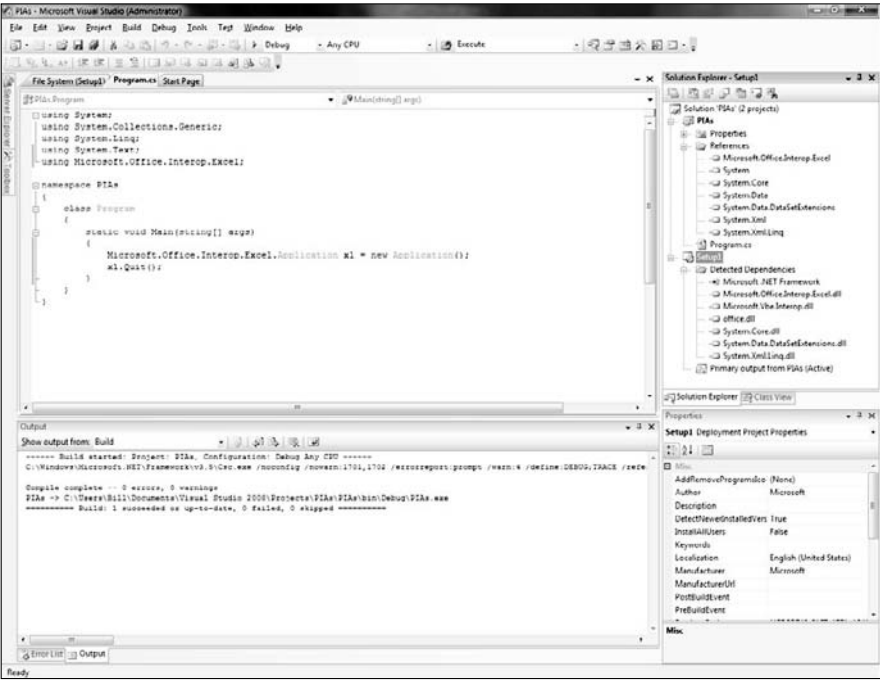 PIAs - Microsoft Visual Studio (Administrator)
File Edit View Project Build Debug Tools Test Window Help
Debug Any CPU Execute
Server Explorer Toolbox
File System (Setup1) Program.cs Start Page
PIAs.Program Main(string[] args)
using System;
using System.Collections.Generic;
using System.Linq;
using System.Text;
using Microsoft.Office.Interop.Excel;
namespace PIAs
{
class Program
{
static void Main(string[] args)
{
Microsoft.Office.Interop.Excel.Application xl = new Application();
xl.Quit();
}
}
}
Output
Show output from: Build
------ Build started: Project: PIAs, Configuration: Debug Any CPU ------
C:\Windows\Microsoft.NET\Framework\v3.5\Csc.exe /noconfig /nowarn:1701,1702 /errorreport:prompt /warn:4 /define:DEBUG;TRACE /refe
Compile complete -- 0 errors, 0 warnings
PIAs -> C:\Users\Bill\Documents\Visual Studio 2008\Projects\PIAs\PIAs\bin\Debug\PIAs.exe
========== Build: 1 succeeded or up-to-date, 0 failed, 0 skipped ==========
Error List Output
Ready
Solution Explorer - Setup1
Solution 'PIAs' (2 projects)
PIAs
Properties
References
Microsoft.Office.Interop.Excel
System
System.Core
System.Data
System.Data.DataSetExtensions
System.Xml
System.Xml.Linq
Program.cs
Setup1
Detected Dependencies
Microsoft .NET Framework
Microsoft.Office.Interop.Excel.dll
Microsoft.Vbe.Interop.dll
office.dll
System.Core.dll
System.Data.DataSetExtensions.dll
System.Xml.Linq.dll
Primary output from PIAs (Active)
Solution Explorer Class View
Properties
Setup1 Deployment Project Properties
Misc
AddRemoveProgramsIco (None)
Author Microsoft
Description
DetectNewerInstalledVers True
InstallAllUsers False
Keywords
Localization English (United States)
Manufacturer Microsoft
ManufacturerUrl
PostBuildEvent
PreBuildEvent
Misc